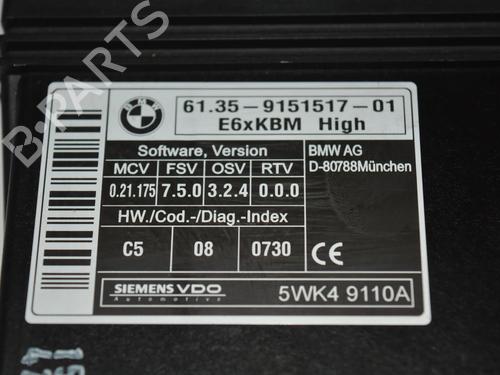 B-PARTS
BMW
61.35-9151517-01
E6xKBM High
Software, Version
MCV FSV OSV RTV
0.21.175 7.5.0 3.2.4 0.0.0
HW./Cod.-/Diag.-Index
C5 08 0730
BMW AG
D-80788München
CE
SIEMENS VDO
Automotive
5WK4 9110A